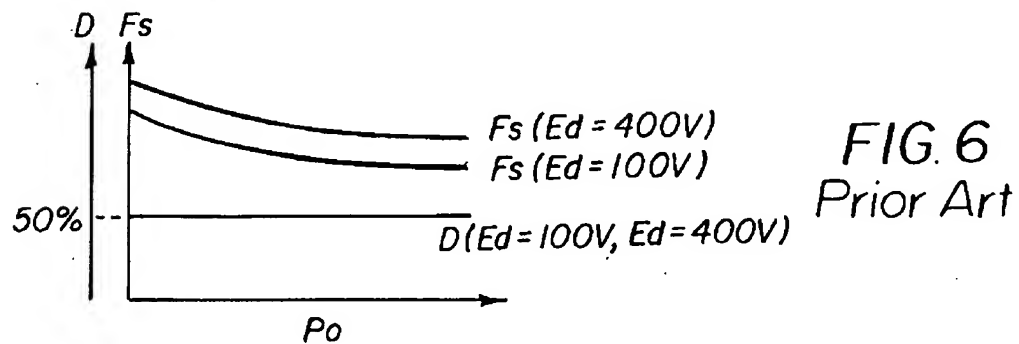 D Fs
Fs (Ed = 400V)
Fs (Ed = 100V)
50%
D (Ed = 100V, Ed = 400V)
Po
FIG. 6
Prior Art